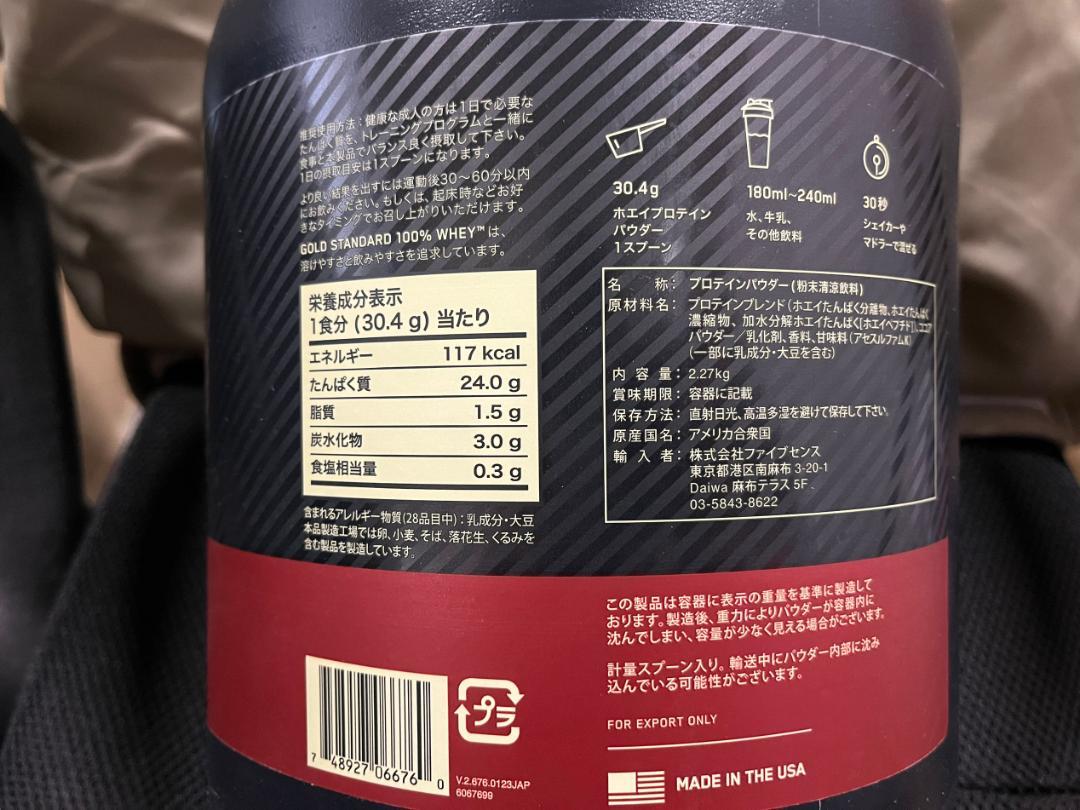 推奨使用方法：健康な成人の方は1日で必要な
たんぱく質を、トレーニングプログラムと一緒に
食事と本製品でバランス良く摂取して下さい。
1日の摂取目安は1スプーンになります。
より良い結果を出すには運動後30〜60分以内
にお飲みください。もしくは、起床時などお好
きなタイミングでお召し上がりいただけます。
GOLD STANDARD 100% WHEY™は、
溶けやすさと飲みやすさを追求しています。
栄養成分表示
1食分 (30.4 g) 当たり
エネルギー 117 kcal
たんぱく質 24.0 g
脂質 1.5 g
炭水化物 3.0 g
食塩相当量 0.3 g
含まれるアレルギー物質(28品目中)：乳成分・大豆
本品製造工場では卵、小麦、そば、落花生、くるみを
含む製品を製造しています。
30.4g
ホエイプロテイン
パウダー
1スプーン
180ml~240ml
水、牛乳、
その他飲料
30秒
シェイカーや
マドラーで混ぜる
名称： プロテインパウダー (粉末清涼飲料)
原材料名： プロテインブレンド（ホエイたんぱく分離物、ホエイたんぱく
濃縮物、加水分解ホエイたんぱく[ホエイペプチド]）、ココア
パウダー／乳化剤、香料、甘味料（アセスルファムK）
（一部に乳成分・大豆を含む）
内容量： 2.27kg
賞味期限： 容器に記載
保存方法： 直射日光、高温多湿を避けて保存して下さい。
原産国名： アメリカ合衆国
輸入者： 株式会社ファイブセンス
東京都港区南麻布 3-20-1
Daiwa 麻布テラス 5F
03-5843-8622
この製品は容器に表示の重量を基準に製造して
おります。製造後、重力によりパウダーが容器内に
沈んでしまい、容量が少なく見える場合がございます。
計量スプーン入り。輸送中にパウダー内部に沈み
込んでいる可能性がございます。
FOR EXPORT ONLY
MADE IN THE USA
プラ
7 48927 06676 0
V.2.676.0123JAP
6067699